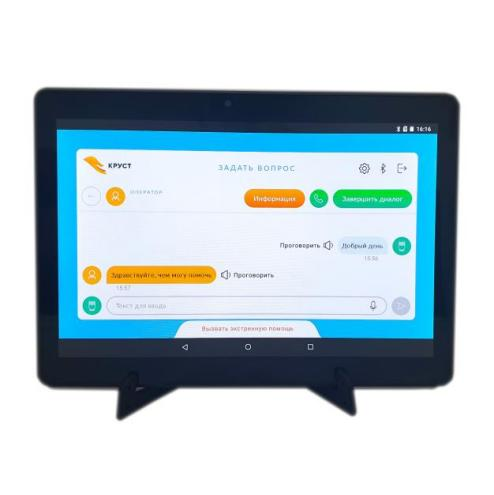 16:16
КРУСТ
ЗАДАТЬ ВОПРОС
ОПЕРАТОР
Информация
Завершить диалог
Проговорить
Добрый день
15:56
Здравствуйте, чем могу помочь
Проговорить
15:57
Текст для ввода
Вызвать экстренную помощь